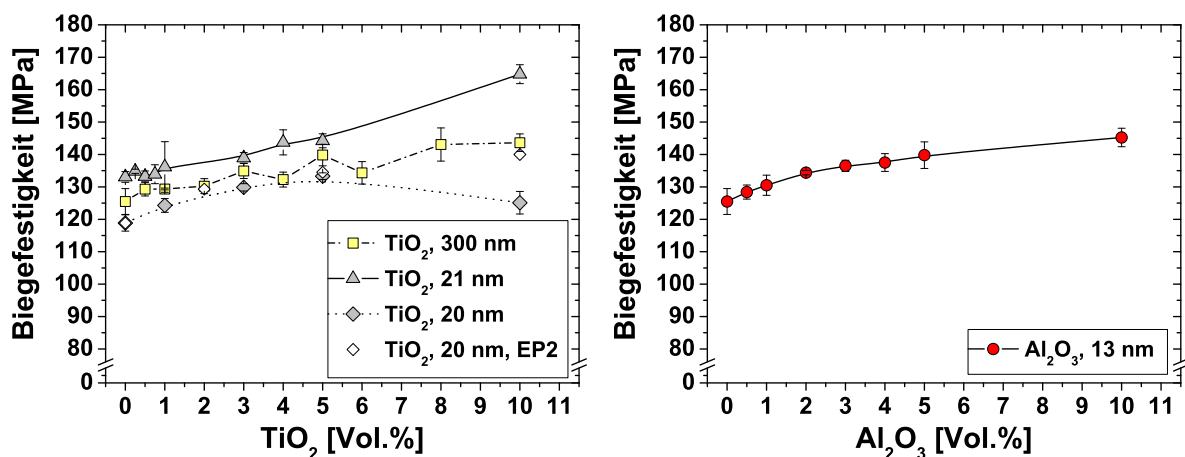 Biegefestigkeit [MPa]
180
170
160
150
140
130
120
110
100
90
80
0
TiO₂, 300 nm
TiO₂, 21 nm
TiO₂, 20 nm
TiO₂, 20 nm, EP2
0 1 2 3 4 5 6 7 8 9 10 11
TiO₂ [Vol.%]
Biegefestigkeit [MPa]
180
170
160
150
140
130
120
110
100
90
80
0
Al₂O₃, 13 nm
0 1 2 3 4 5 6 7 8 9 10 11
Al₂O₃ [Vol.%]